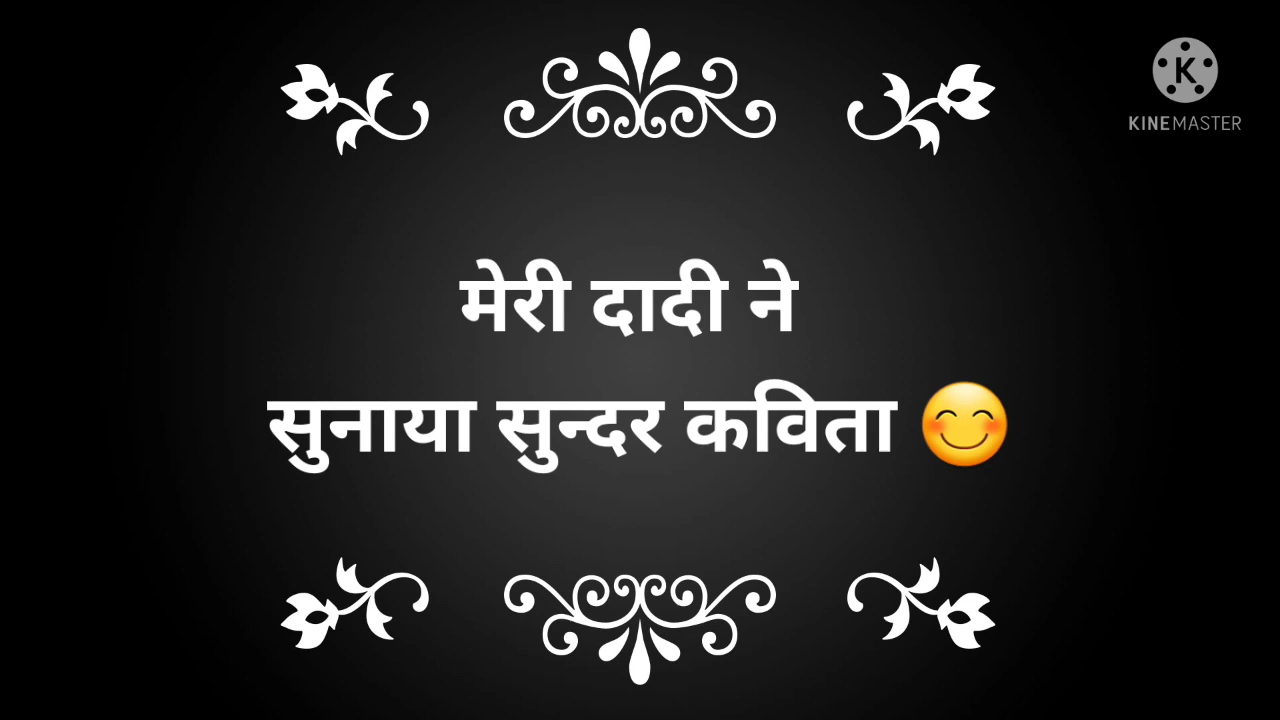 KINEMASTER
मेरी दादी ने
सुनाया सुन्दर कविता 😊